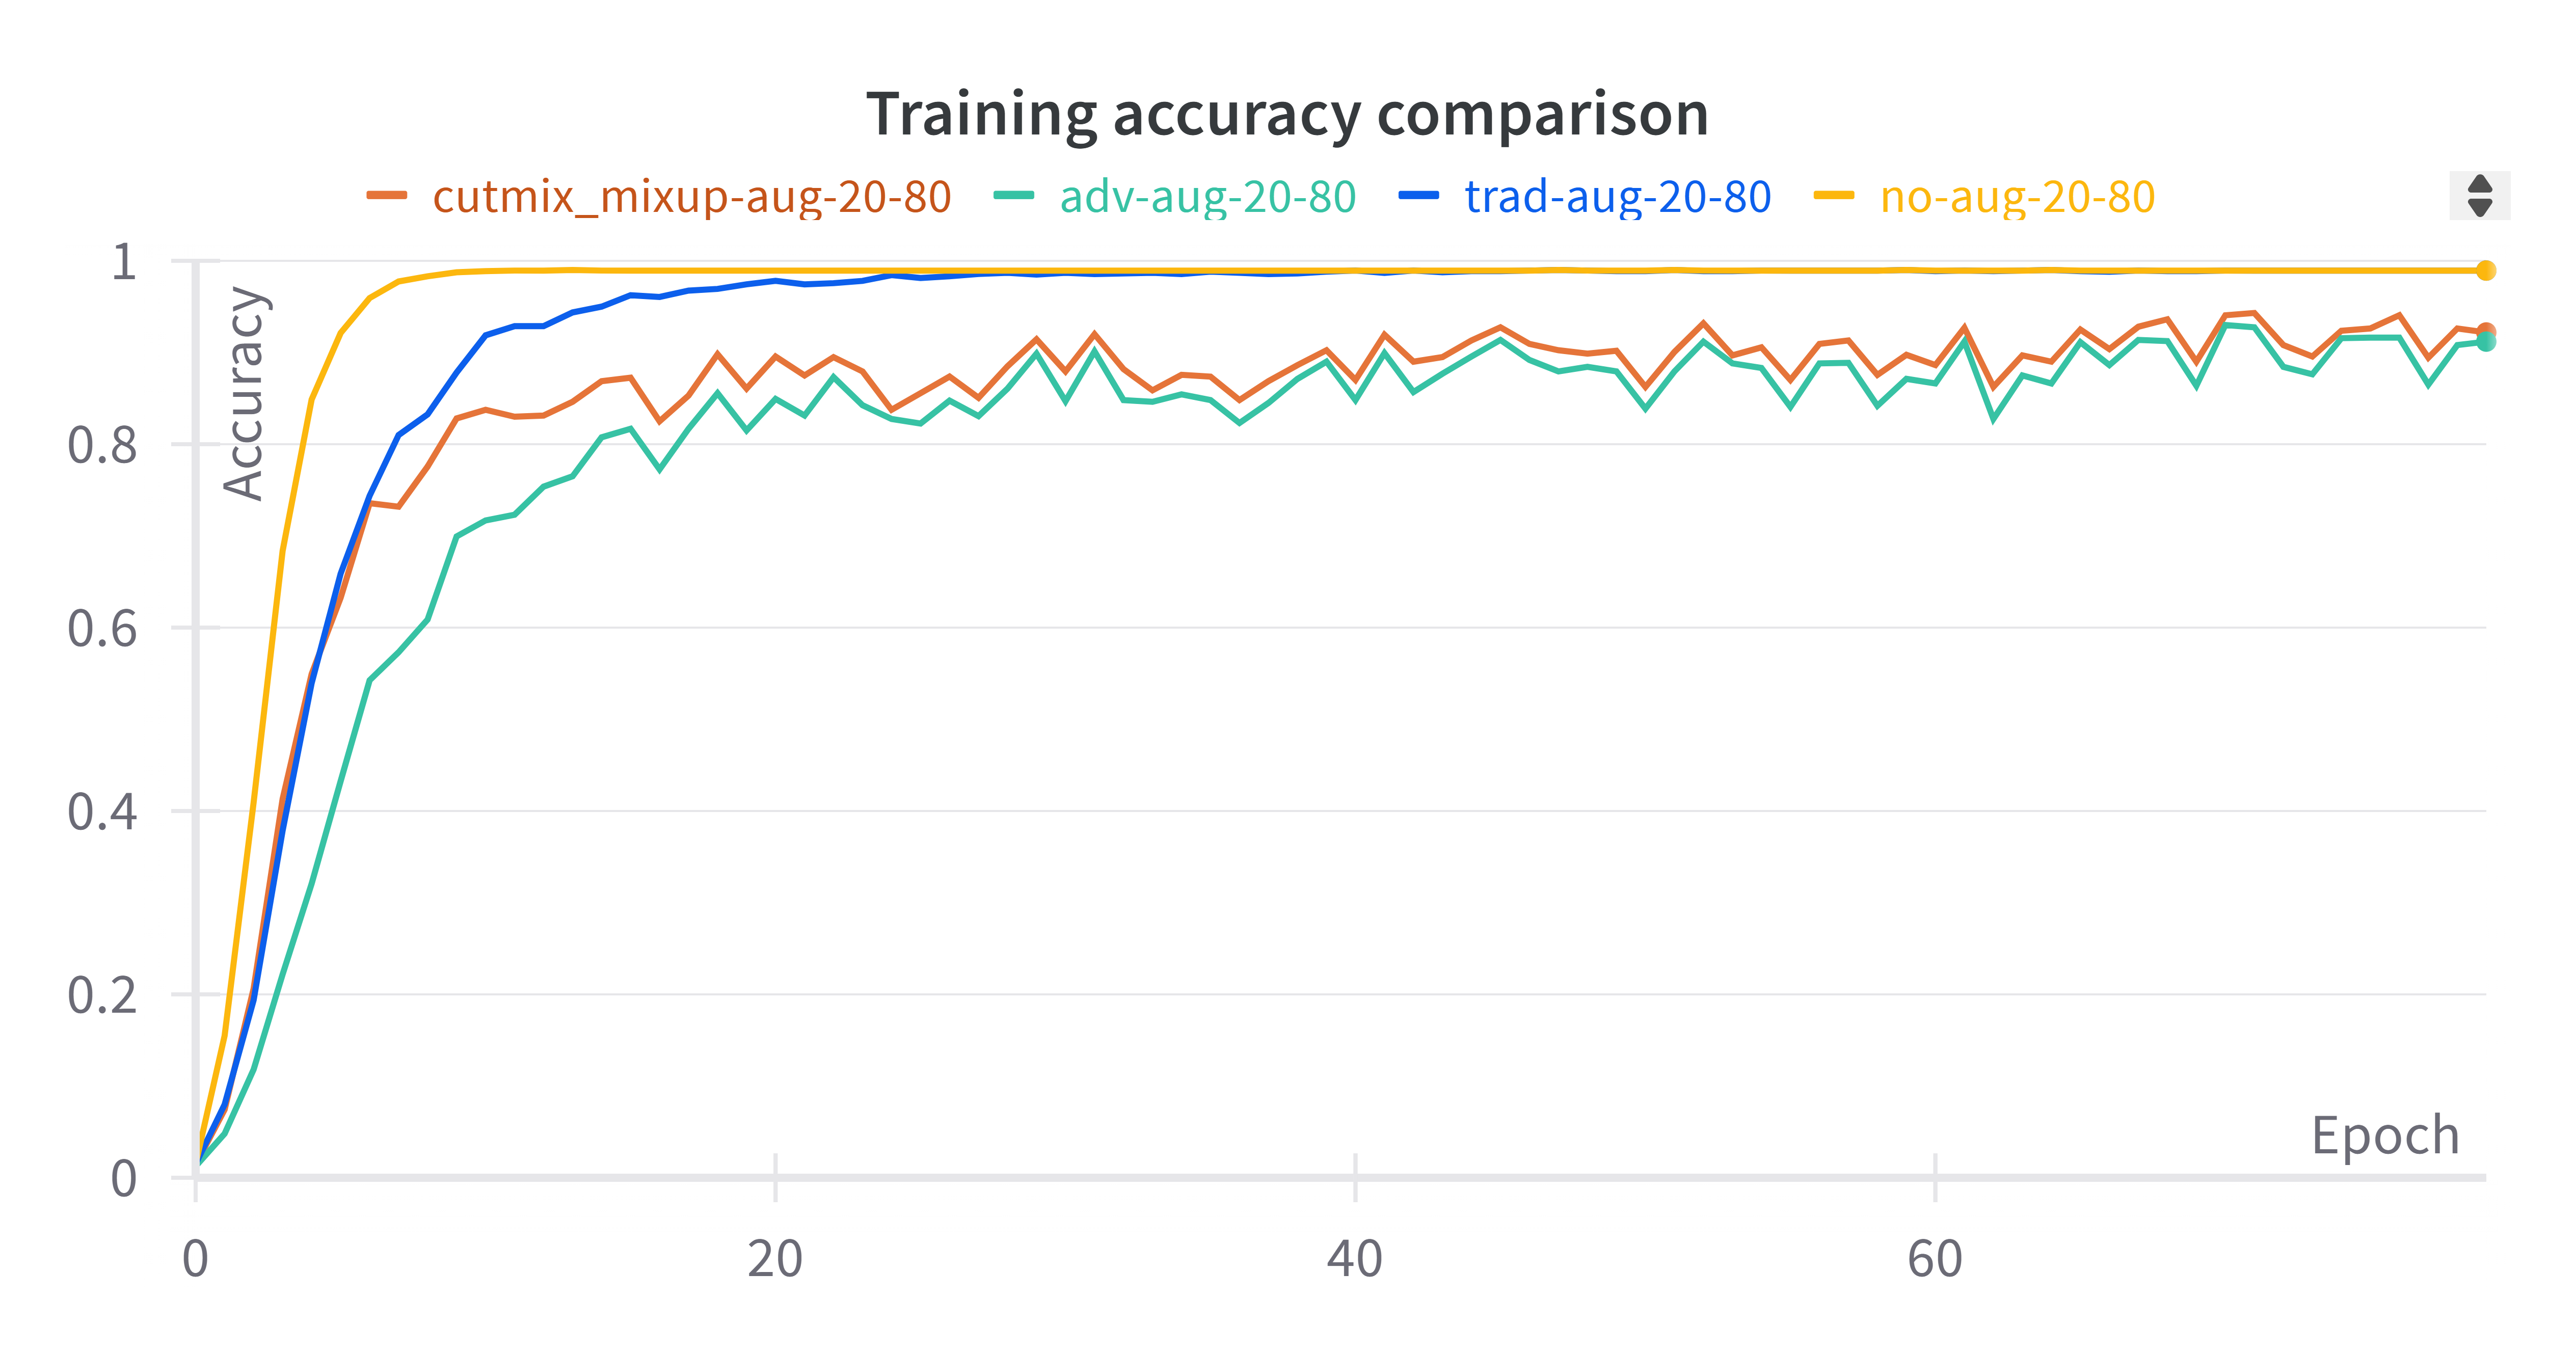 Training accuracy comparison
cutmix_mixup-aug-20-80 adv-aug-20-80 trad-aug-20-80 no-aug-20-80
Accuracy
1
0.8
0.6
0.4
0.2
0
Epoch
0 20 40 60